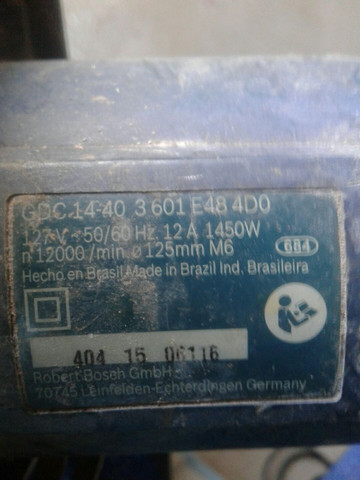 GDC 14-40 3 601 E48 4D0
127 V ~ 50/60 Hz 12 A 1450W
n 12000 /min ø 125mm M6
684
Hecho en Brasil Made in Brazil Ind. Brasileira
404 15 06116
Robert Bosch GmbH
70745 Leinfelden-Echterdingen Germany